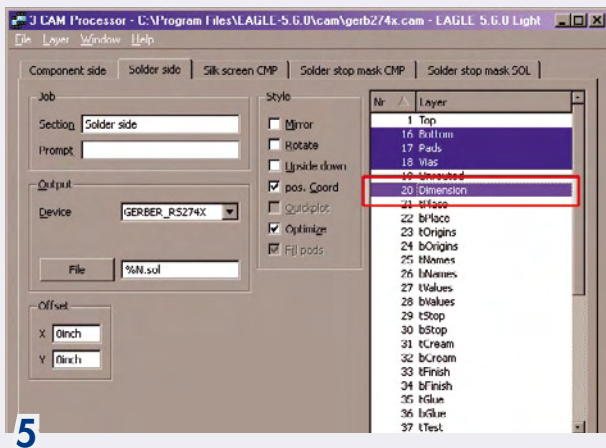 3 CAM Processor - C:\Program Files\EAGLE-5.6.0\cam\gerb274x.cam - EAGLE 5.6.0 Light
File Layer Window Help
Component side Solder side Silk screen CMP Solder stop mask CMP Solder stop mask SOL
Job
Section Solder side
Prompt
Output
Device GERBER_RS274X
File %N.sol
Offset
X 0inch
Y 0inch
Style
Mirror
Rotate
Upside down
pos. Coord
Quickplot
Optimize
Fill pads
Nr Layer
1 Top
16 Bottom
17 Pads
18 Vias
19 Unrouted
20 Dimension
21 tPlace
22 bPlace
23 tOrigins
24 bOrigins
25 tNames
26 bNames
27 tValues
28 bValues
29 tStop
30 bStop
31 tCream
32 bCream
33 tFinish
34 bFinish
35 tGlue
36 bGlue
37 tTest
5